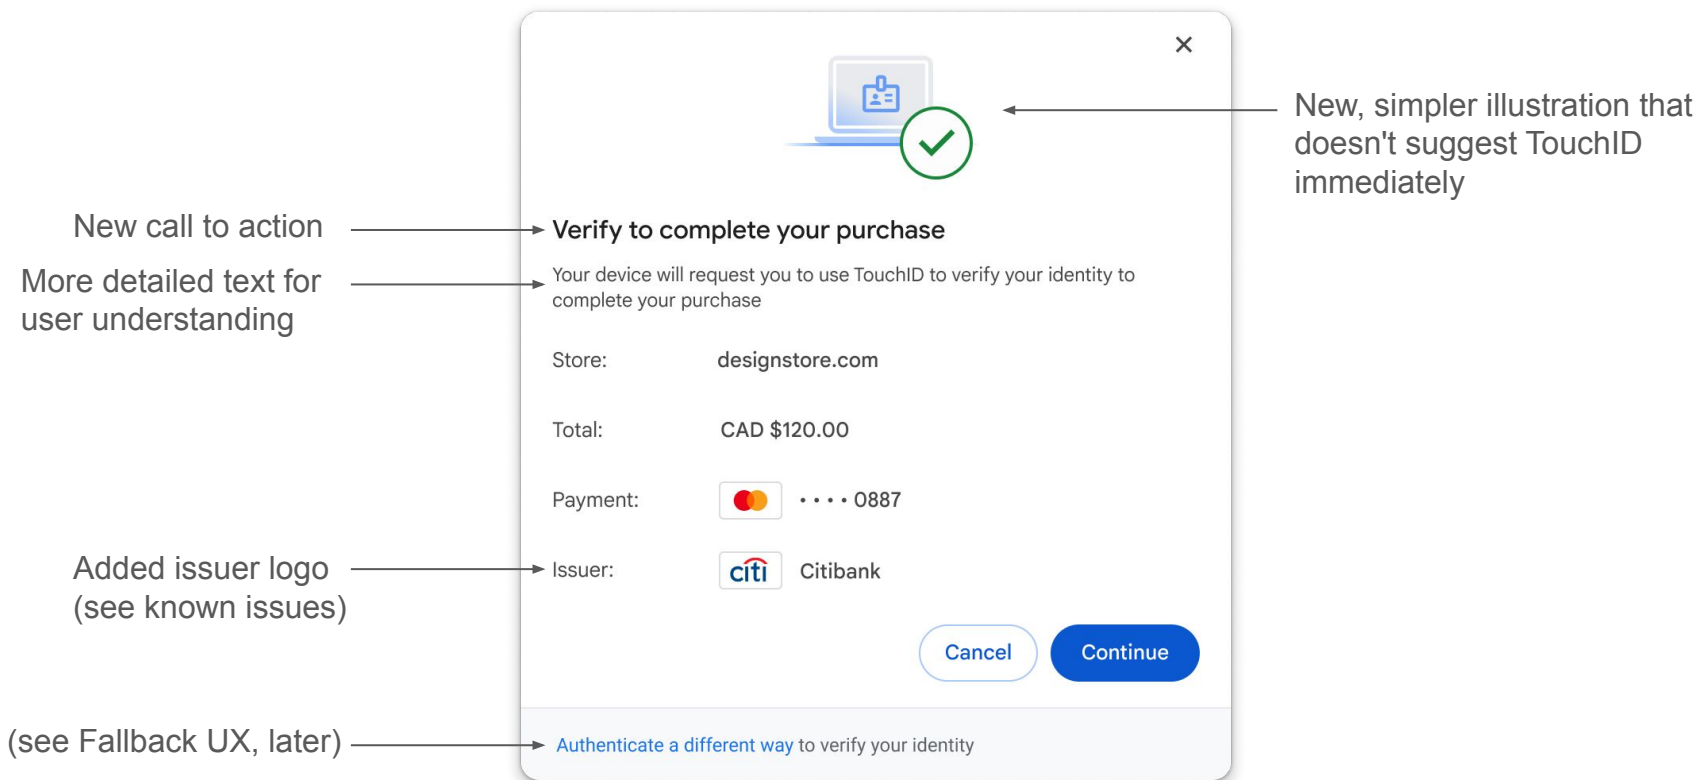 New, simpler illustration that
doesn't suggest TouchID
immediately
New call to action
Verify to complete your purchase
More detailed text for
user understanding
Your device will request you to use TouchID to verify your identity to
complete your purchase
Store: designstore.com
Total: CAD $120.00
Payment: •••• 0887
Added issuer logo
(see known issues)
Issuer: citi Citibank
Cancel Continue
(see Fallback UX, later)
Authenticate a different way to verify your identity